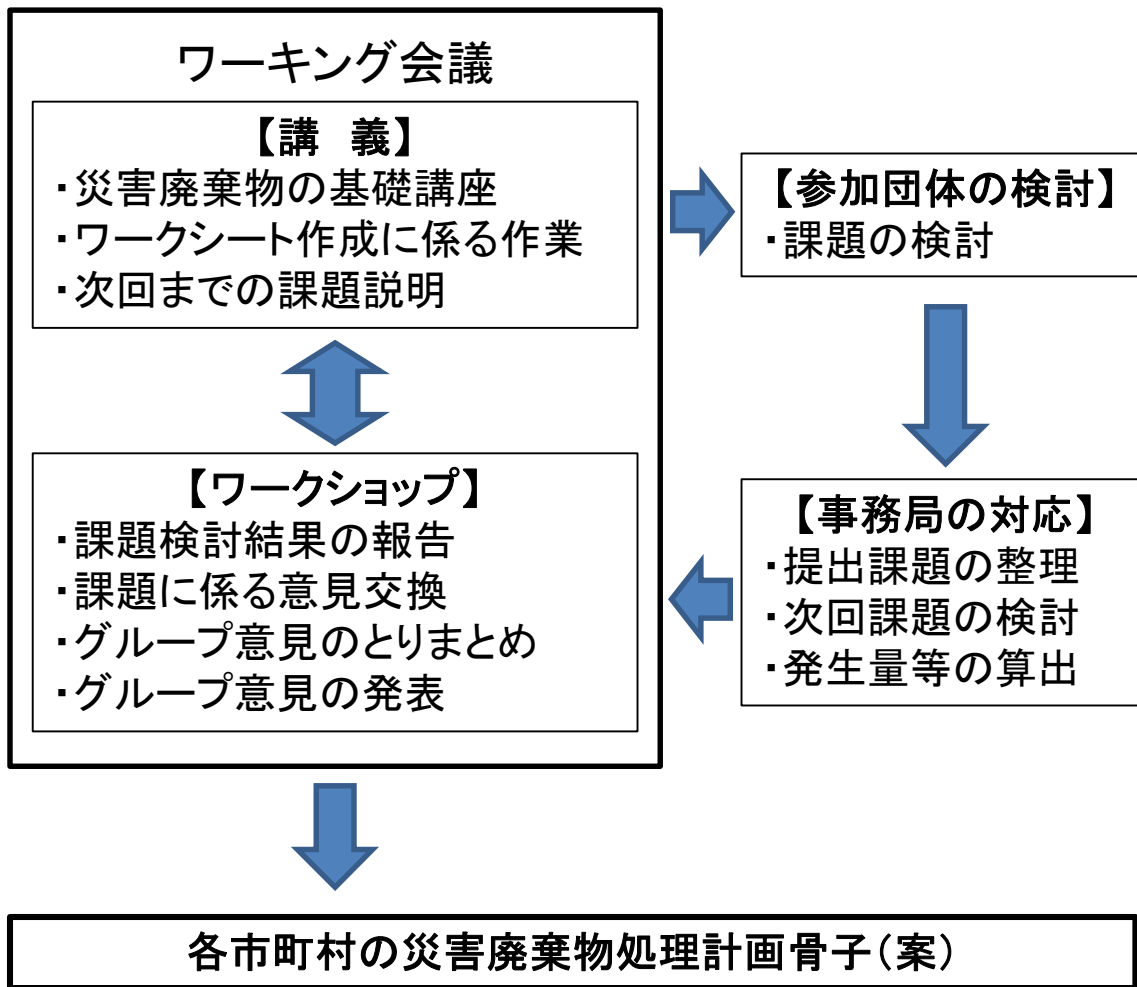 ワーキング会議
【講　義】
・災害廃棄物の基礎講座
・ワークシート作成に係る作業
・次回までの課題説明
【参加団体の検討】
・課題の検討
【ワークショップ】
・課題検討結果の報告
・課題に係る意見交換
・グループ意見のとりまとめ
・グループ意見の発表
【事務局の対応】
・提出課題の整理
・次回課題の検討
・発生量等の算出
各市町村の災害廃棄物処理計画骨子（案）